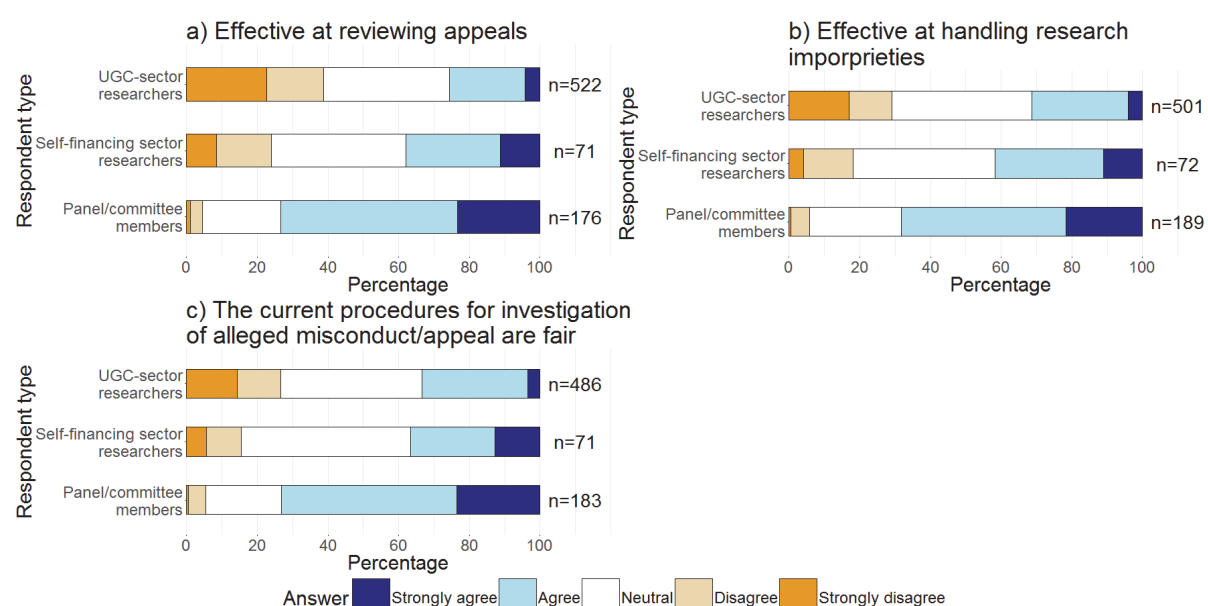 a) Effective at reviewing appeals
Respondent type
UGC-sector
researchers
n=522
Self-financing sector
researchers
n=71
Panel/committee
members
n=176
0 20 40 60 80 100
Percentage
b) Effective at handling research
imporprieties
Respondent type
UGC-sector
researchers
n=501
Self-financing sector
researchers
n=72
Panel/committee
members
n=189
0 20 40 60 80 100
Percentage
c) The current procedures for investigation
of alleged misconduct/appeal are fair
Respondent type
UGC-sector
researchers
n=486
Self-financing sector
researchers
n=71
Panel/committee
members
n=183
0 20 40 60 80 100
Percentage
Answer Strongly agree Agree Neutral Disagree Strongly disagree